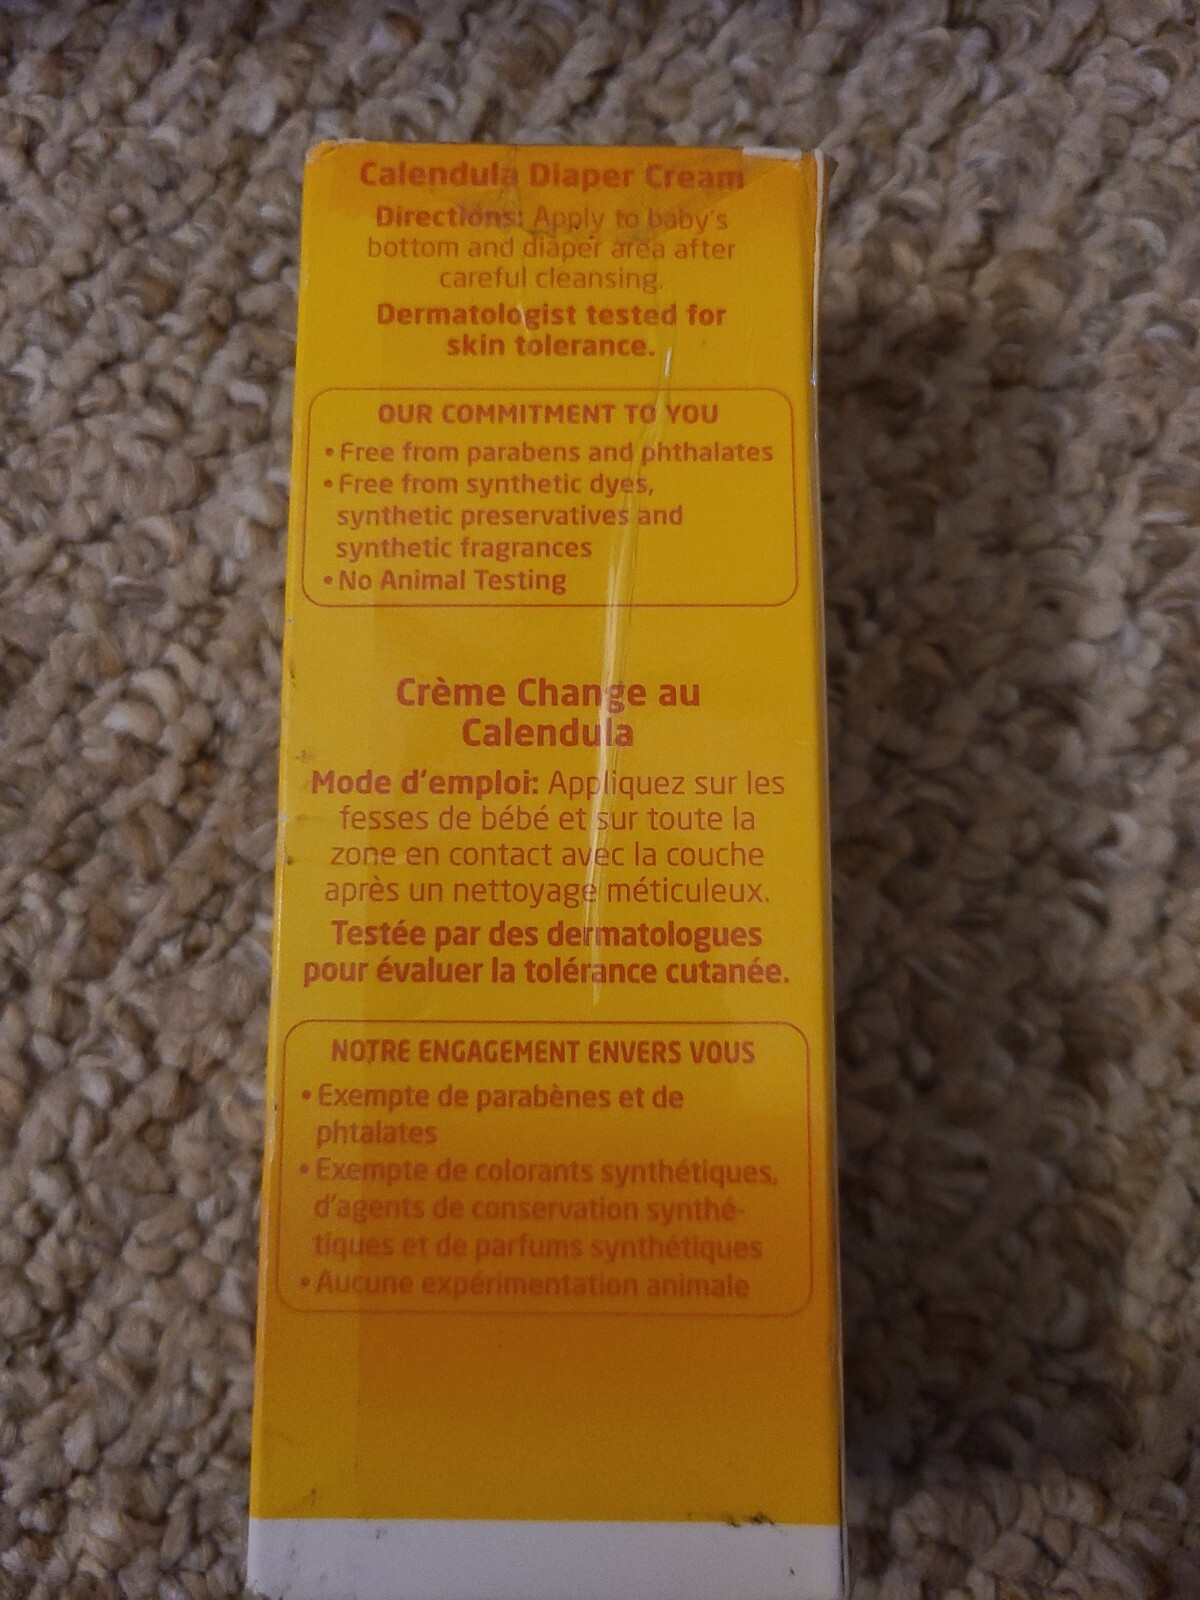 Calendula Diaper Cream
Directions: Apply to baby's
bottom and diaper area after
careful cleansing.
Dermatologist tested for
skin tolerance.
OUR COMMITMENT TO YOU
• Free from parabens and phthalates
• Free from synthetic dyes,
synthetic preservatives and
synthetic fragrances
• No Animal Testing
Crème Change au
Calendula
Mode d'emploi: Appliquez sur les
fesses de bébé et sur toute la
zone en contact avec la couche
après un nettoyage méticuleux.
Testée par des dermatologues
pour évaluer la tolérance cutanée.
NOTRE ENGAGEMENT ENVERS VOUS
• Exempte de parabènes et de
phtalates
• Exempte de colorants synthétiques,
d'agents de conservation synthé-
tiques et de parfums synthétiques
• Aucune expérimentation animale